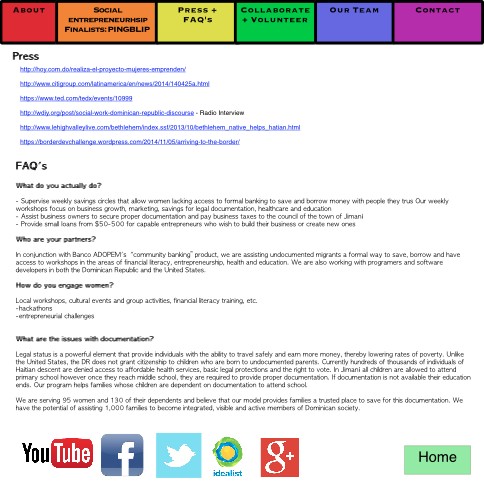 About
Social entrepreneurhsip Finalists: PINGBLIP
Press + FAQ's
Collaborate + Volunteer
Our Team
Contact
Press
http://hoy.com.do/realiza-el-proyecto-mujeres-emprenden/
http://www.citigroup.com/latinamerica/en/news/2014/140425a.html
https://www.ted.com/tedx/events/10999
http://wdiy.org/post/social-work-dominican-republic-discourse - Radio Interview
http://www.lehighvalleylive.com/bethlehem/index.ssf/2013/10/bethlehem_native_helps_hatian.html
https://borderdevchallenge.wordpress.com/2014/11/05/arriving-to-the-border/
FAQ's
What do you actually do?
- Supervise weekly savings circles that allow women lacking access to formal banking to save and borrow money with people they trus Our weekly
workshops focus on business growth, marketing, savings for legal documentation, healthcare and education
- Assist business owners to secure proper documentation and pay business taxes to the council of the town of Jimani
- Provide small loans from $50-500 for capable entrepreneurs who wish to build their business or create new ones
Who are your partners?
In conjunction with Banco ADOPEM's "community banking" product, we are assisting undocumented migrants a formal way to save, borrow and have
access to workshops in the areas of financial literacy, entrepreneurship, health and education. We are also working with programers and software
developers in both the Dominican Republic and the United States.
How do you engage women?
Local workshops, cultural events and group activities, financial literacy training, etc.
-hackathons
-entrepreneurial challenges
What are the issues with documentation?
Legal status is a powerful element that provide individuals with the ability to travel safely and earn more money, thereby lowering rates of poverty. Unlike
the United States, the DR does not grant citizenship to children who are born to undocumented parents. Currently hundreds of thousands of individuals of
Haitian descent are denied access to affordable health services, basic legal protections and the right to vote. In Jimani all children are allowed to attend
primary school however once they reach middle school, they are required to provide proper documentation. If documentation is not available their education
ends. Our program helps families whose children are dependent on documentation to attend school.
We are serving 95 women and 130 of their dependents and believe that our model provides families a trusted place to save for this documentation. We
have the potential of assisting 1,000 families to become integrated, visible and active members of Dominican society.
YouTube
f
idealist
g+
Home